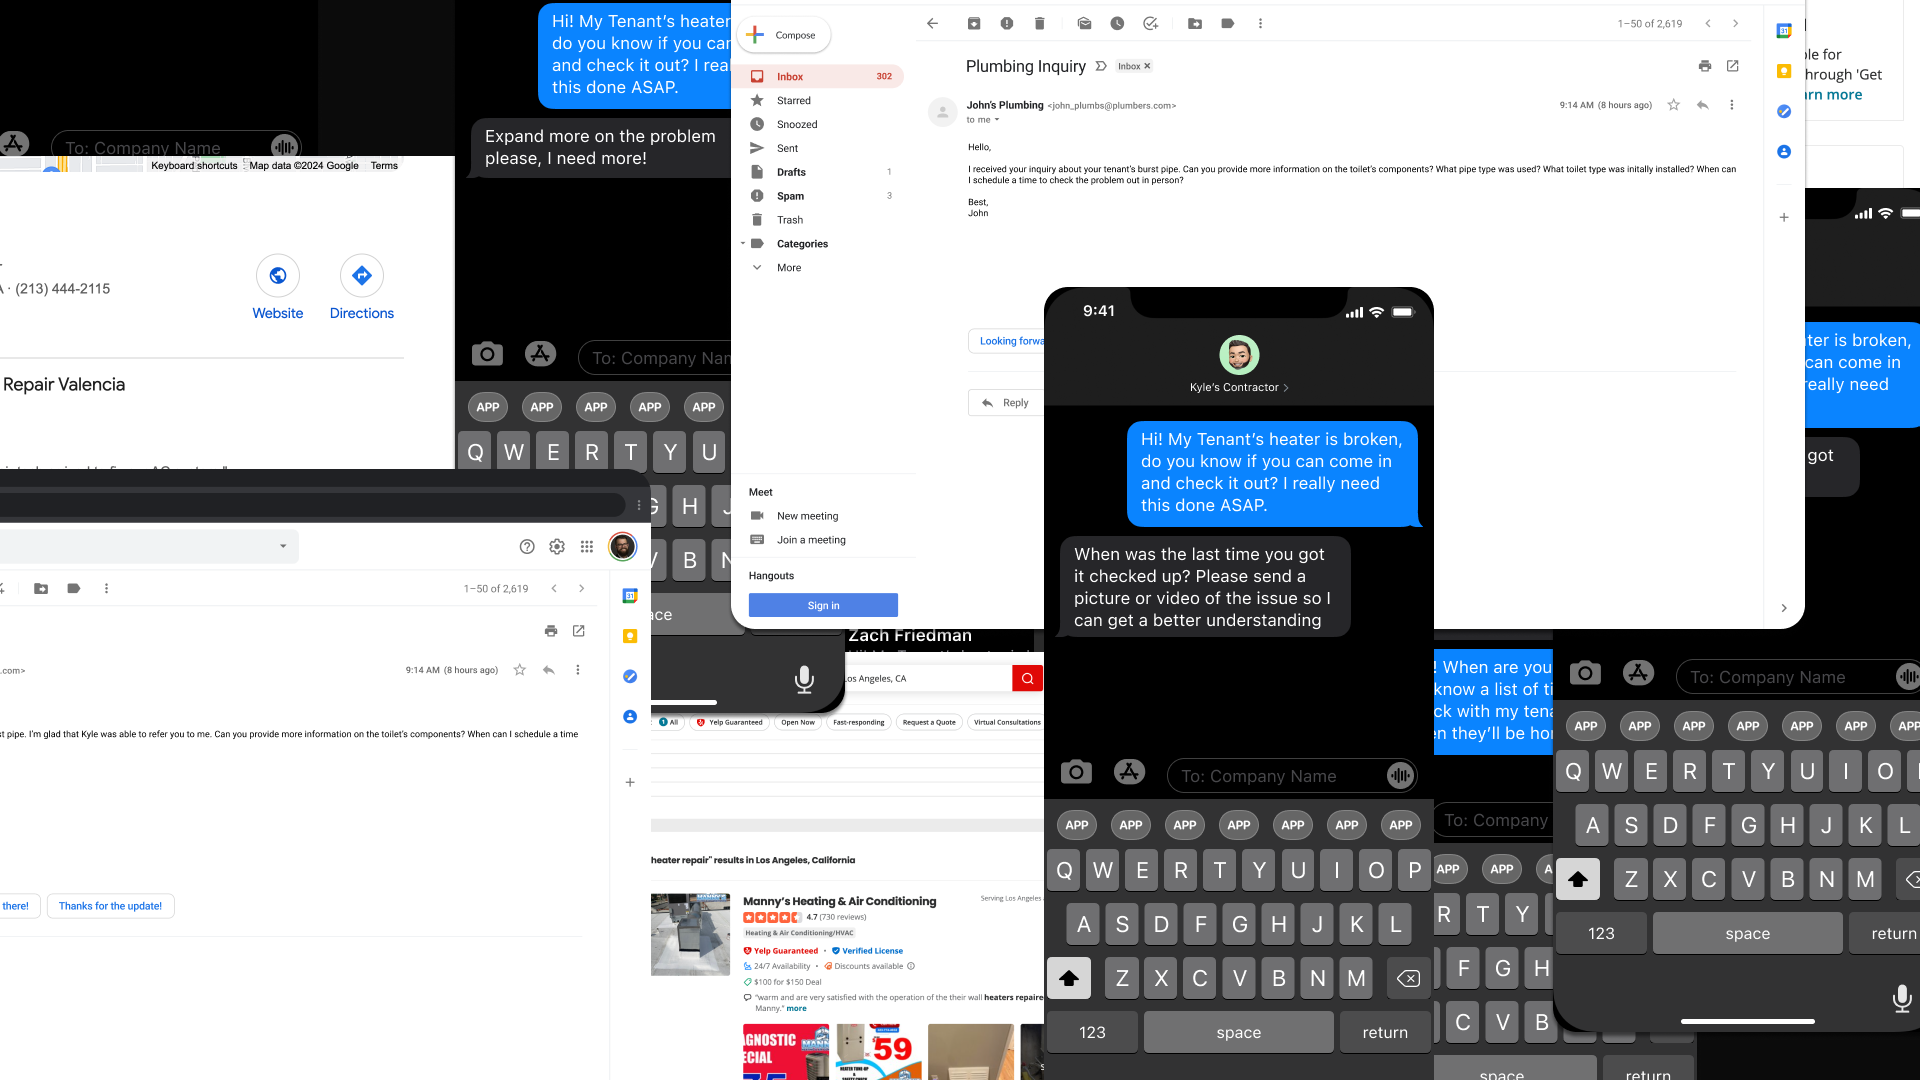 Hi! My Tenant's heater
do you know if you can
and check it out? I rea
this done ASAP.
Expand more on the problem
please, I need more!
To: Company Name
Keyboard shortcuts
Map data ©2024 Google
Terms
A · (213) 444-2115
Website
Directions
Repair Valencia
To: Company Nam
APP
APP
APP
APP
APP
Q W E R T Y U
G H J
V B N
ace
Compose
Inbox 302
Starred
Snoozed
Sent
Drafts 1
Spam 3
Trash
Categories
More
Meet
New meeting
Join a meeting
Hangouts
Sign in
1–50 of 2,619
Plumbing Inquiry
Inbox
John's Plumbing <john_plumbs@plumbers.com>
to me
9:14 AM (8 hours ago)
Hello,
I received your inquiry about your tenant's burst pipe. Can you provide more information on the toilet's components? What pipe type was used? What toilet type was initally installed? When can
I schedule a time to check the problem out in person?
Best,
John
Looking forwa
Reply
31
ple for
hrough 'Get
arn more
9:41
Kyle's Contractor
Hi! My Tenant's heater is broken,
do you know if you can come in
and check it out? I really need
this done ASAP.
When was the last time you got
it checked up? Please send a
picture or video of the issue so I
can get a better understanding
To: Company Name
APP
APP
APP
APP
APP
APP
APP
Q W E R T Y U I O P
A S D F G H J K L
Z X C V B N M
123
space
return
1–50 of 2,619
31
.com>
9:14 AM (8 hours ago)
st pipe. I'm glad that Kyle was able to refer you to me. Can you provide more information on the toilet's components? When can I schedule a time
there!
Thanks for the update!
Zach Friedman
Los Angeles, CA
1 All
Yelp Guaranteed
Open Now
Fast-responding
Request a Quote
Virtual Consultations
heater repair" results in Los Angeles, California
Manny's Heating & Air Conditioning
Serving Los Angeles
4.7 (730 reviews)
Heating & Air Conditioning/HVAC
Yelp Guaranteed • Verified License
24/7 Availability • Discounts available
$100 for $150 Deal
"warm and are very satisfied with the operation of the their wall heaters repaire
Manny." more
AGNOSTIC
ECIAL
$59
HEATER TUNE-UP
ater is broken,
can come in
really need
got
! When are you
know a list of ti
ck with my tena
n they'll be ho
To: Company
APP
APP
A
R T Y
F G H
C V B
space
return
To: Company Name
APP
APP
APP
APP
APP
APP
APP
Q W E R T Y U I O
A S D F G H J K L
Z X C V B N M
123
space
return